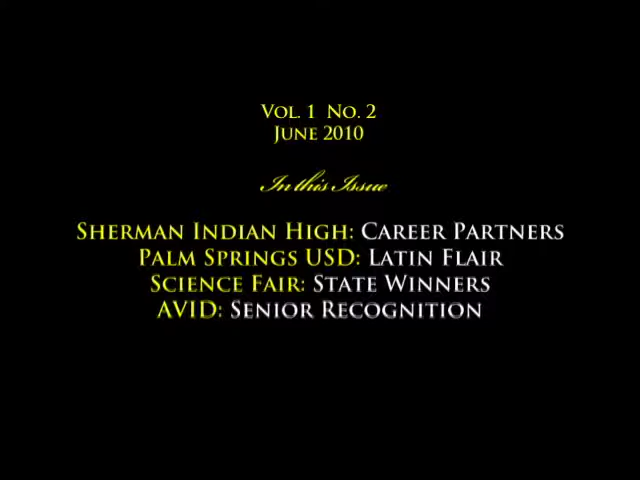 Vol. 1 No. 2
June 2010
In this Issue
Sherman Indian High: Career Partners
Palm Springs USD: Latin Flair
Science Fair: State Winners
AVID: Senior Recognition